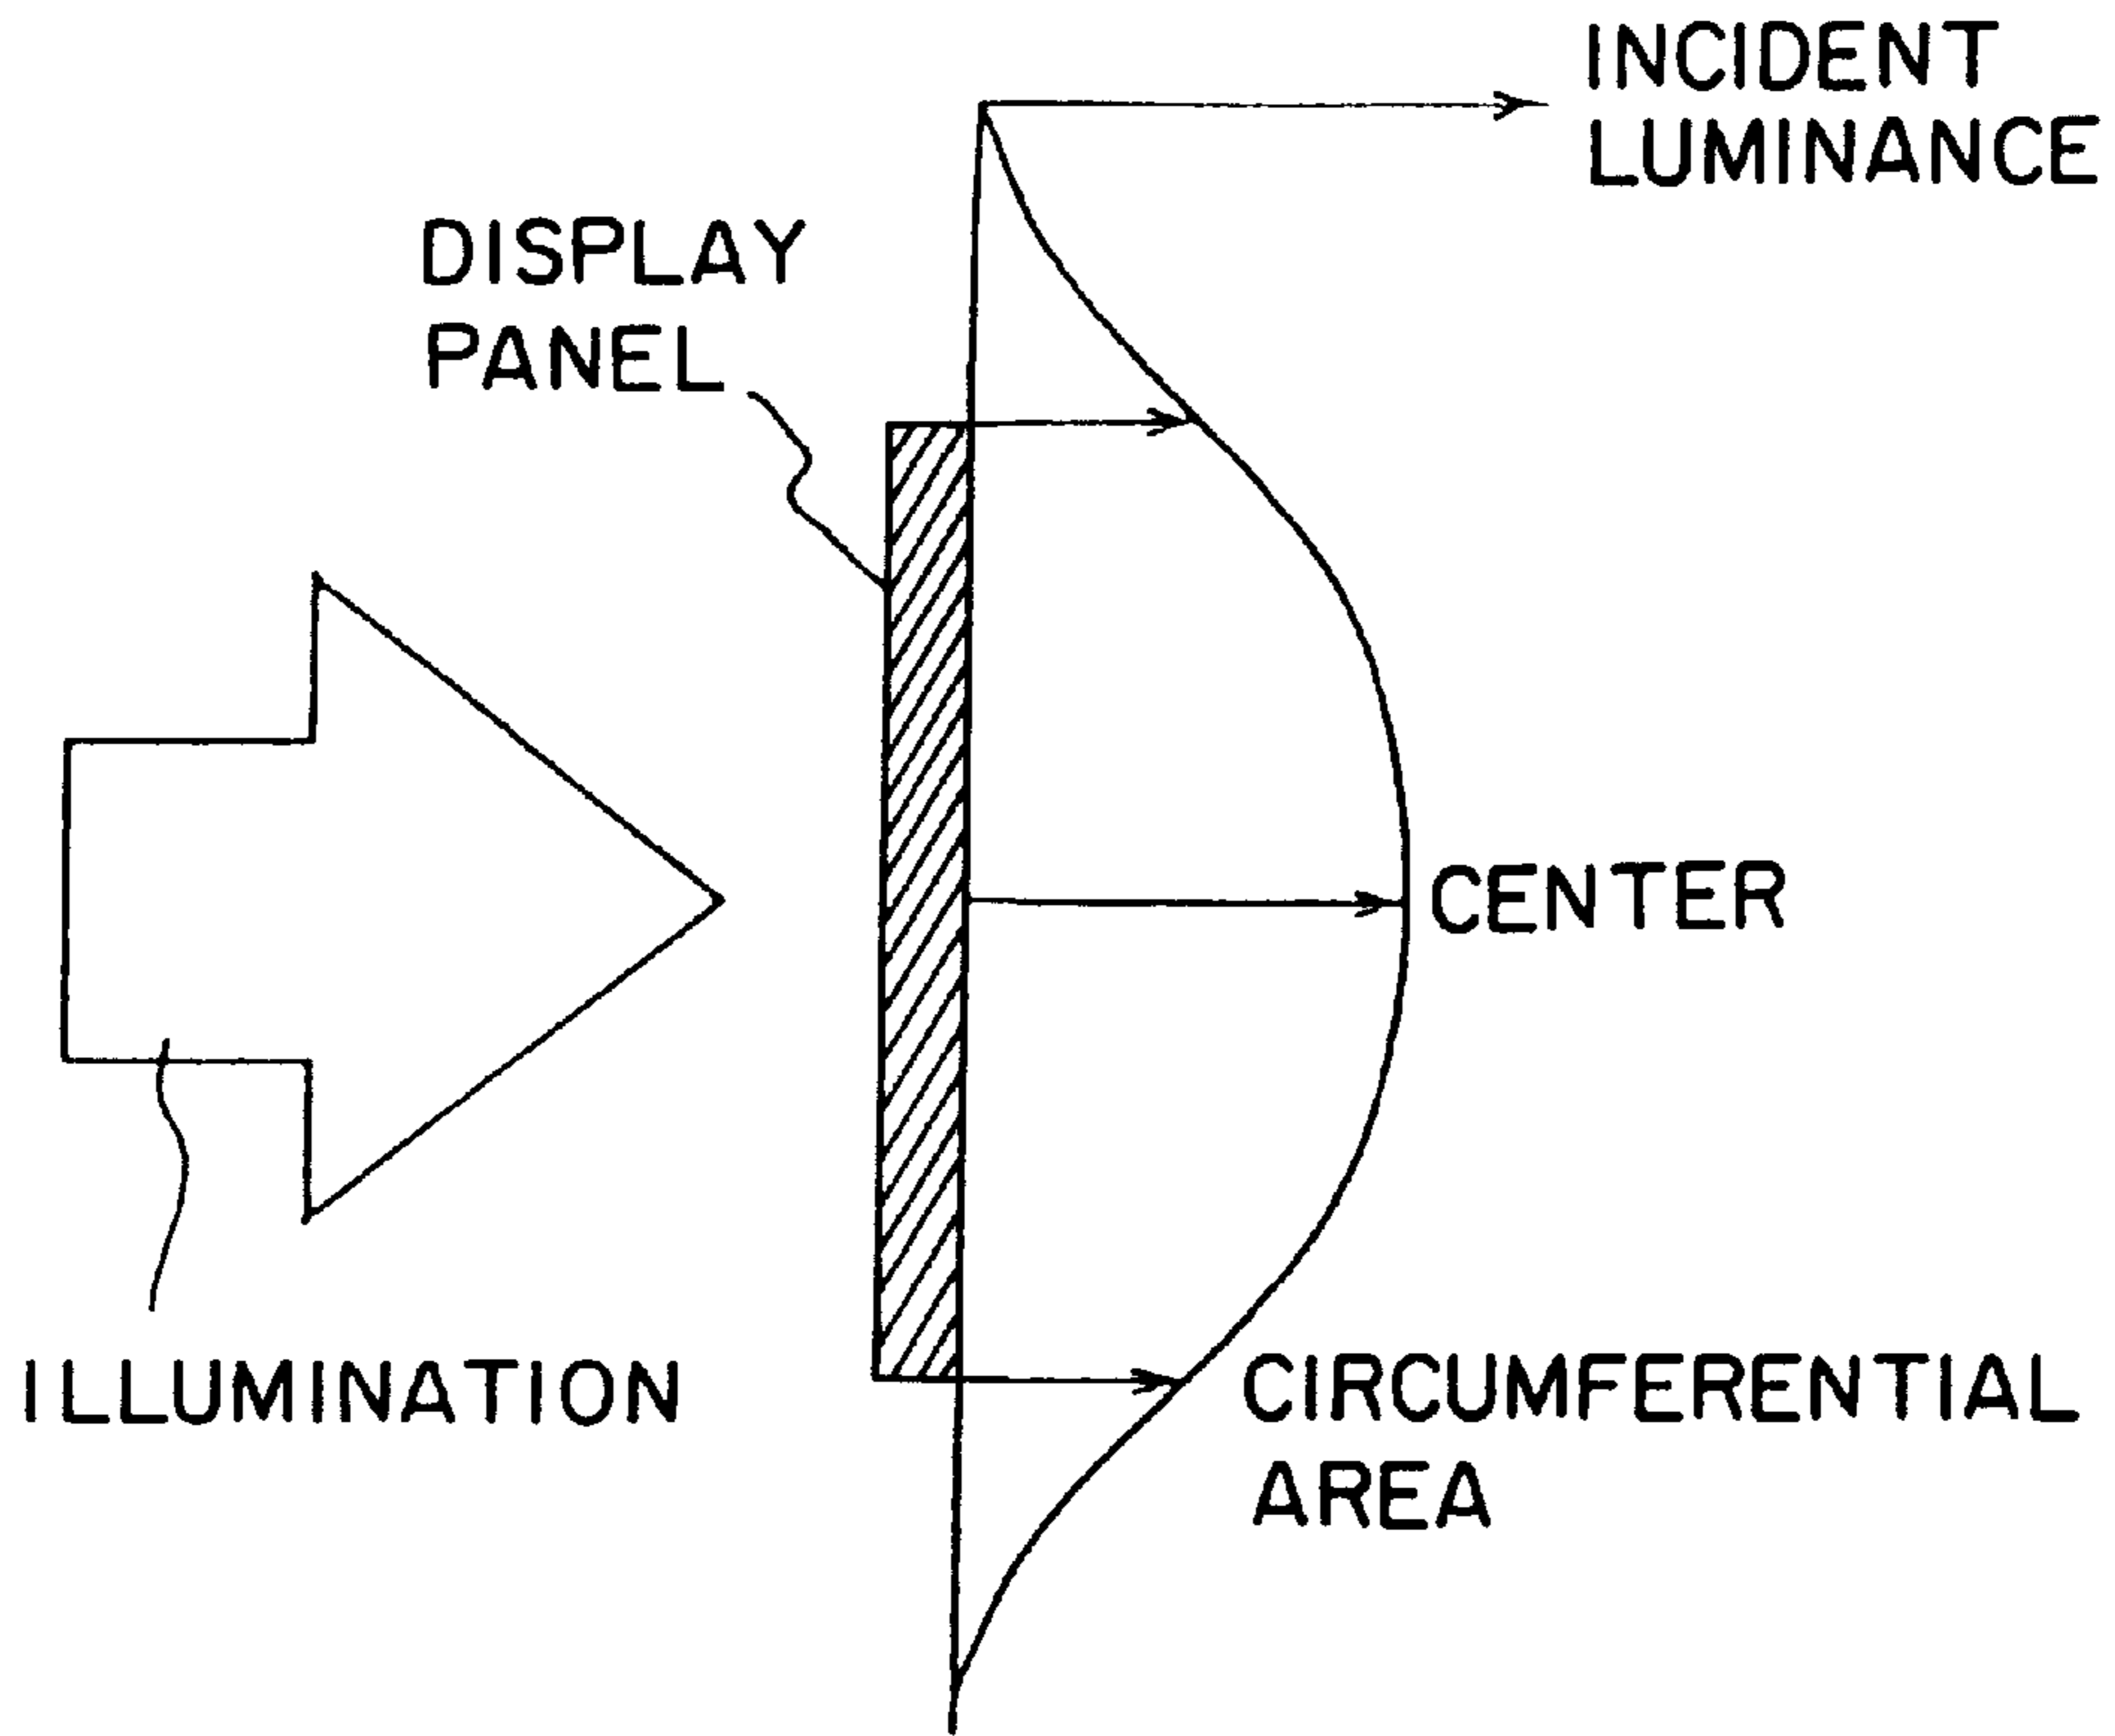 INCIDENT
LUMINANCE
DISPLAY
PANEL
CENTER
ILLUMINATION
CIRCUMFERENTIAL
AREA